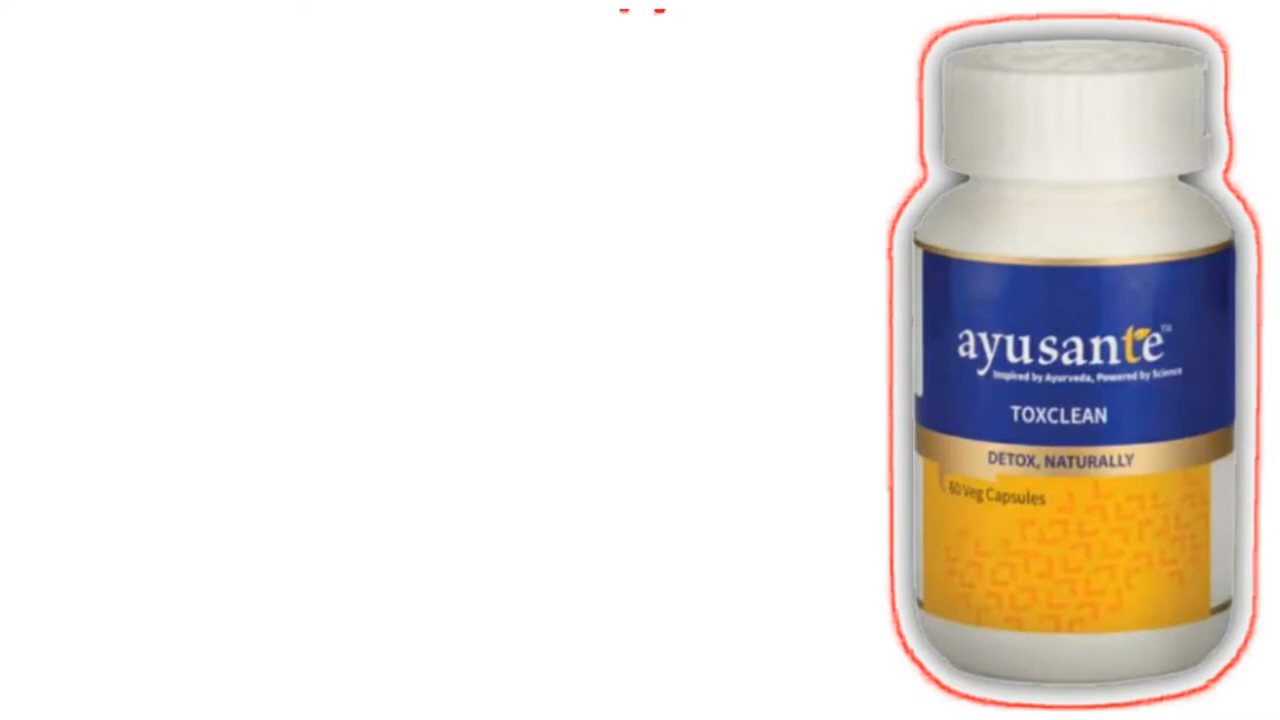 ayusante™
Inspired by Ayurveda, Powered by Science
TOXCLEAN
DETOX, NATURALLY
60 Veg Capsules